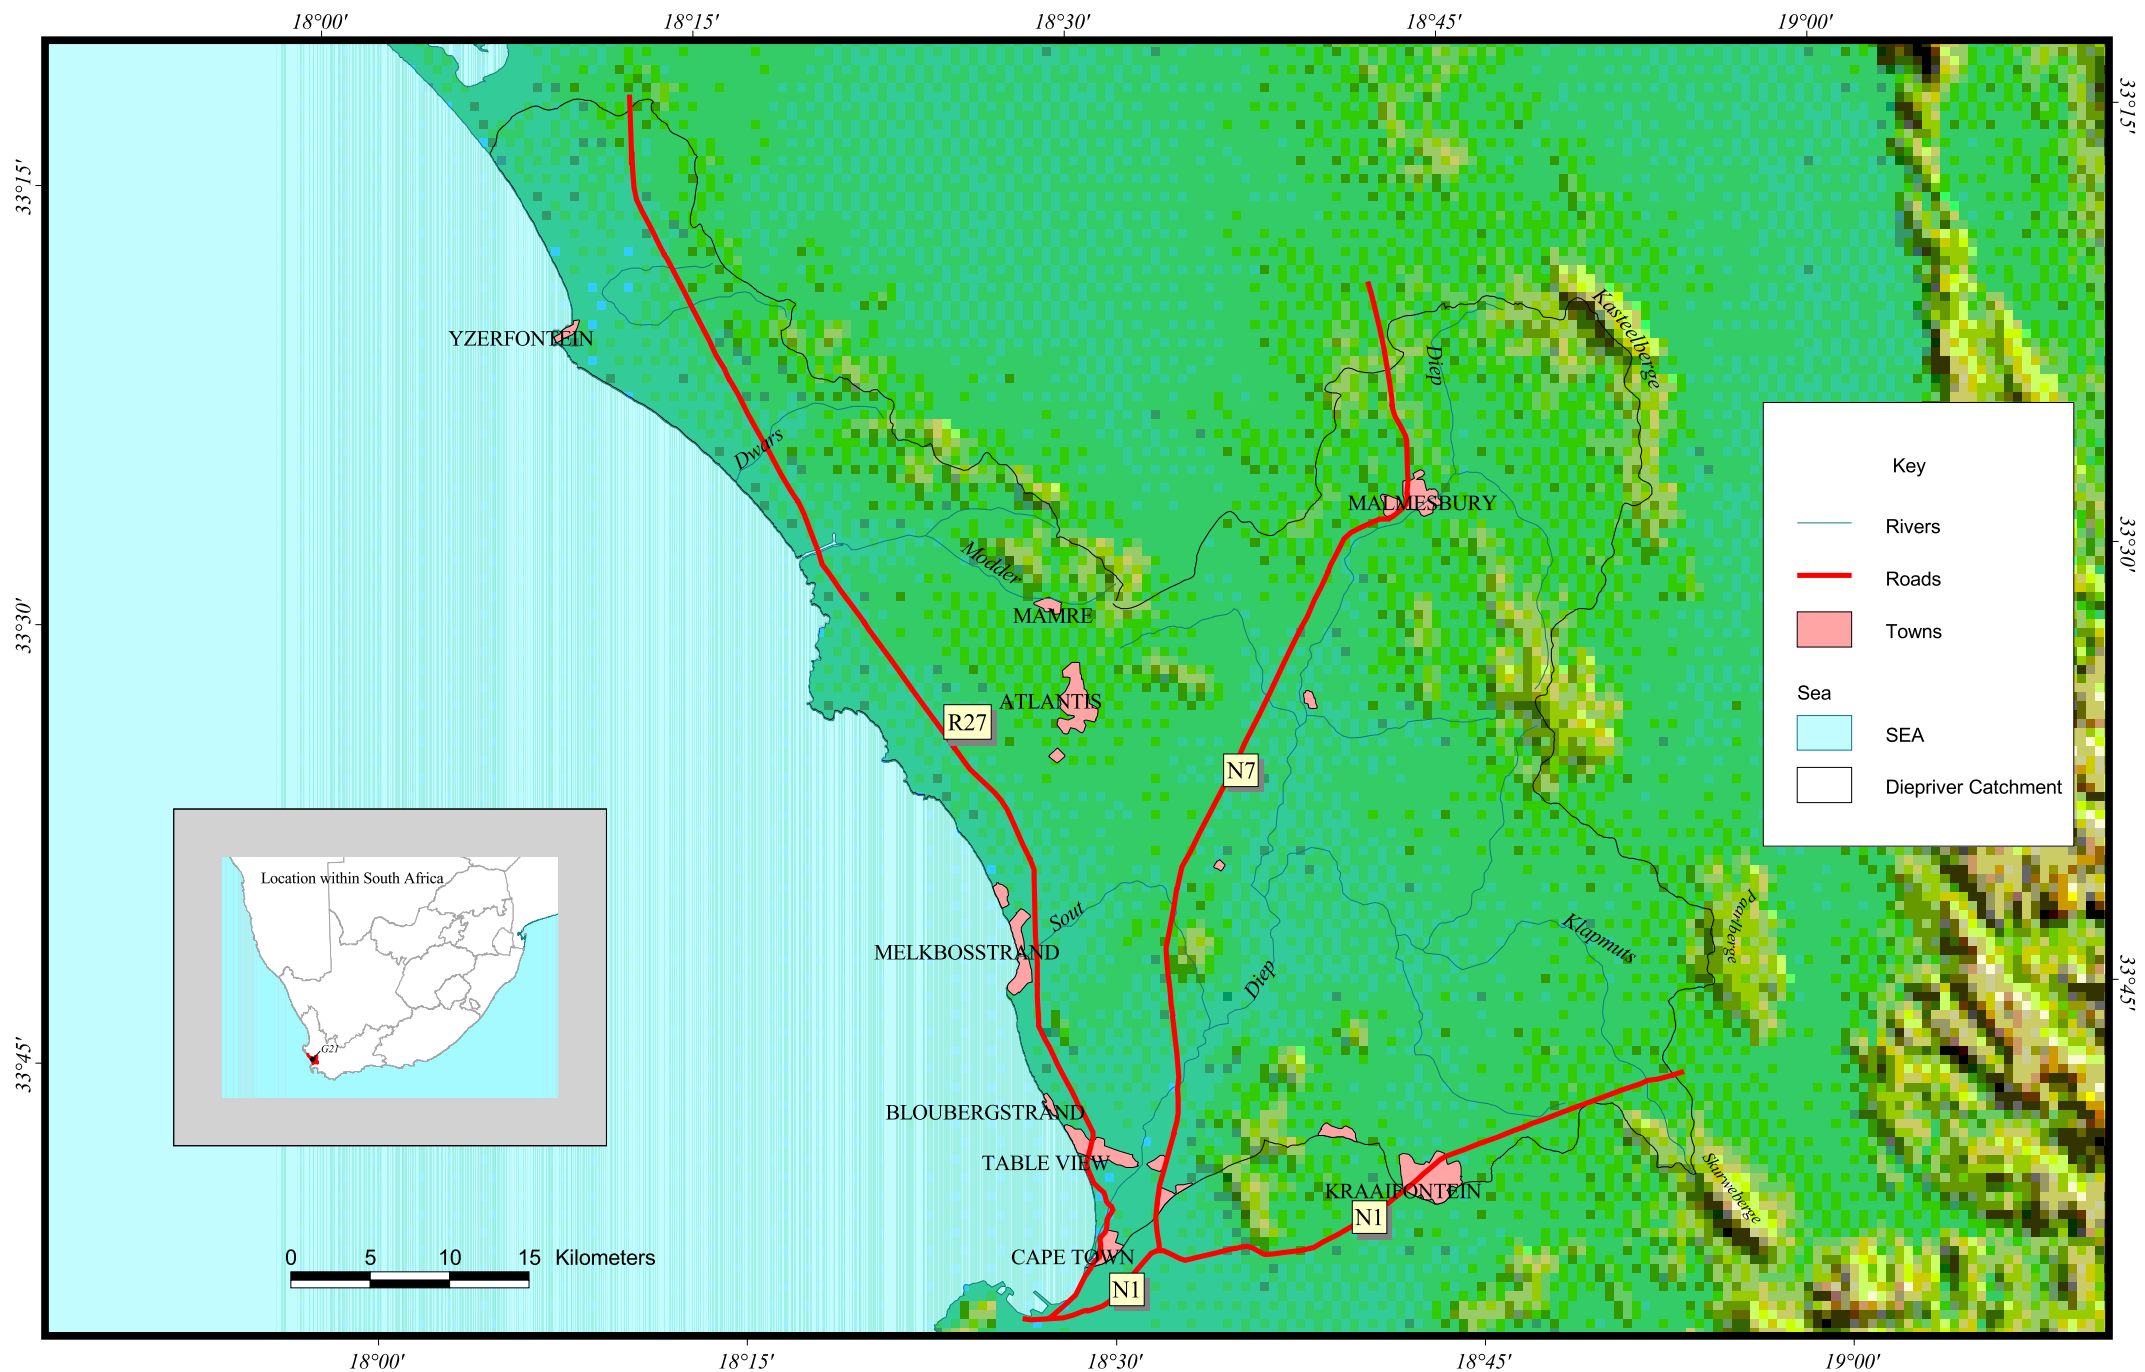 18°00'
18°15'
18°30'
18°45'
19°00'
33°15'
33°15'
33°30'
33°30'
33°45'
33°45'
Kasteelberge
Diep
YZERFONTEIN
Dwars
MALMESBURY
Modder
MAMRE
ATLANTIS
R27
N7
Sout
MELKBOSSTRAND
Diep
Klapmuts
Paarlberge
BLOUBERGSTRAND
TABLE VIEW
KRAAIFONTEIN
Skurweberge
N1
CAPE TOWN
N1
Key
Rivers
Roads
Towns
Sea
SEA
Diepriver Catchment
Location within South Africa
G21
0 5 10 15 Kilometers
18°00'
18°15'
18°30'
18°45'
19°00'